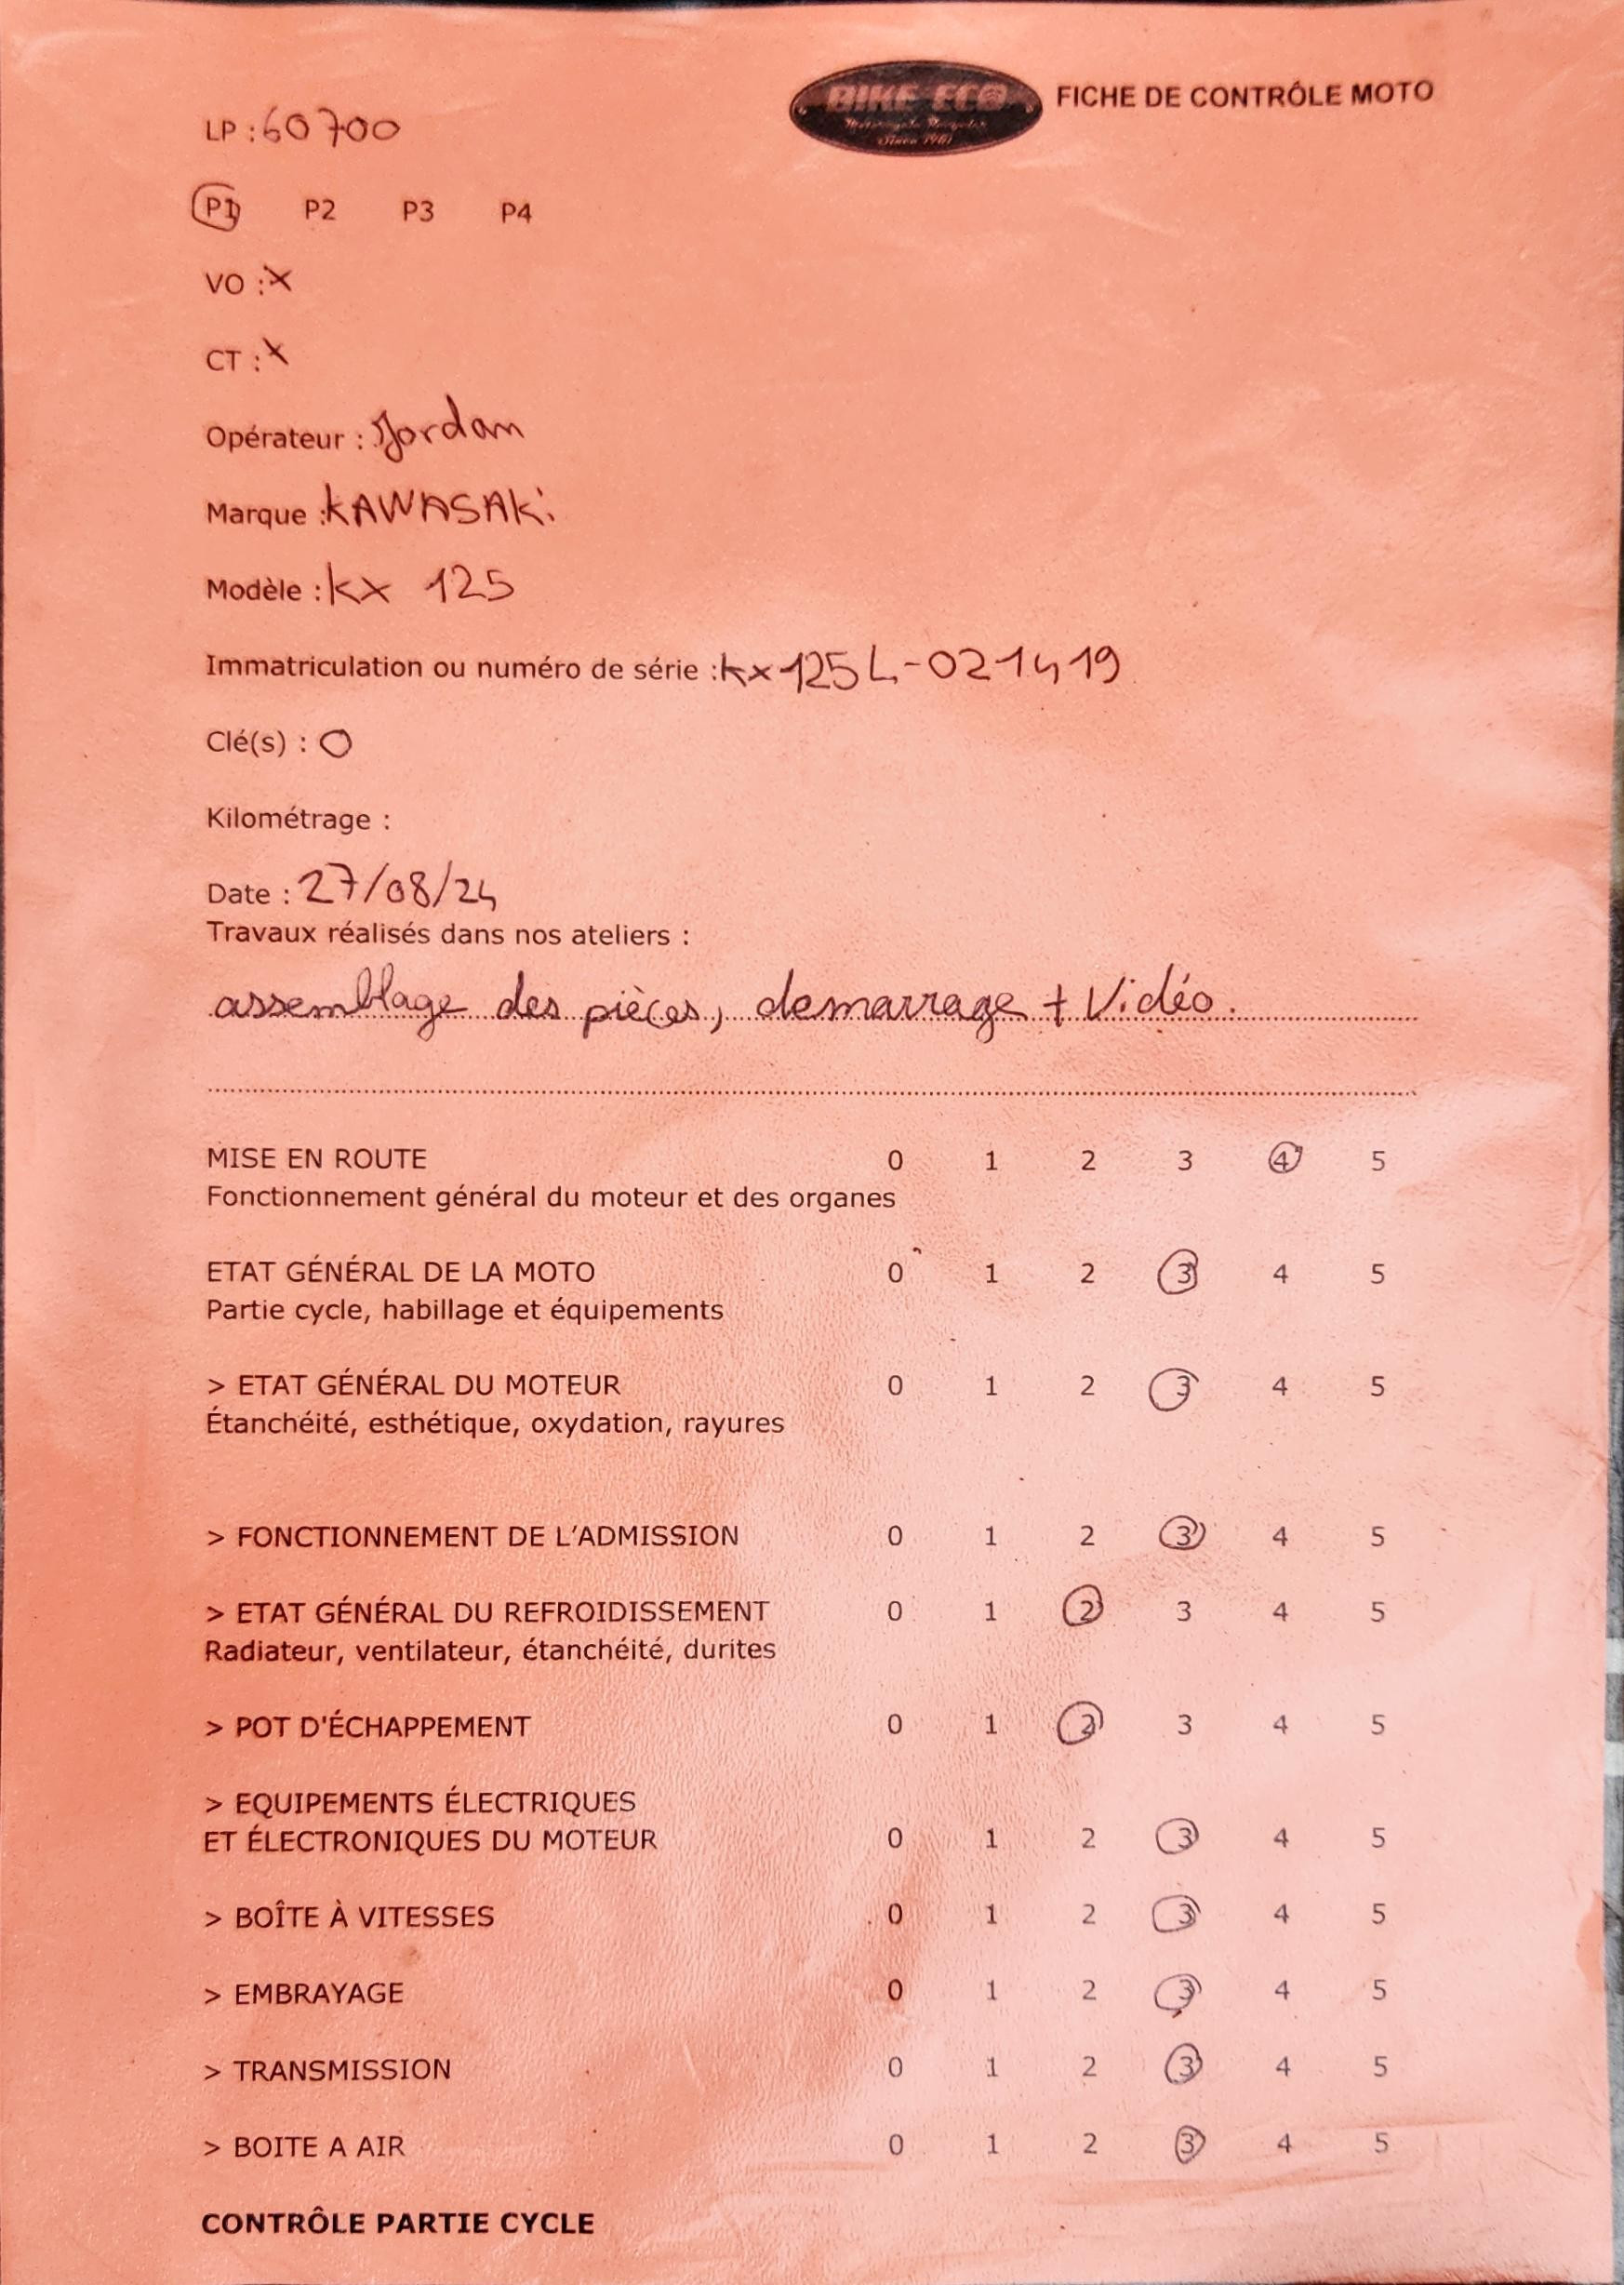 BIKE ECO
Motorcycle Recycler
Since 1981
FICHE DE CONTRÔLE MOTO
LP : 60700
P1 P2 P3 P4
VO : X
CT : X
Opérateur : Jordan
Marque : KAWASAKi
Modèle : kx 125
Immatriculation ou numéro de série : kx125L-021419
Clé(s) : 0
Kilométrage :
Date : 27/08/24
Travaux réalisés dans nos ateliers :
assemblage des pièces, demarrage + Vidéo.
MISE EN ROUTE 0 1 2 3 4 5
Fonctionnement général du moteur et des organes
ETAT GÉNÉRAL DE LA MOTO 0 1 2 3 4 5
Partie cycle, habillage et équipements
> ETAT GÉNÉRAL DU MOTEUR 0 1 2 3 4 5
Étanchéité, esthétique, oxydation, rayures
> FONCTIONNEMENT DE L'ADMISSION 0 1 2 3 4 5
> ETAT GÉNÉRAL DU REFROIDISSEMENT 0 1 2 3 4 5
Radiateur, ventilateur, étanchéité, durites
> POT D'ÉCHAPPEMENT 0 1 2 3 4 5
> EQUIPEMENTS ÉLECTRIQUES
ET ÉLECTRONIQUES DU MOTEUR 0 1 2 3 4 5
> BOÎTE À VITESSES 0 1 2 3 4 5
> EMBRAYAGE 0 1 2 3 4 5
> TRANSMISSION 0 1 2 3 4 5
> BOITE A AIR 0 1 2 3 4 5
CONTRÔLE PARTIE CYCLE